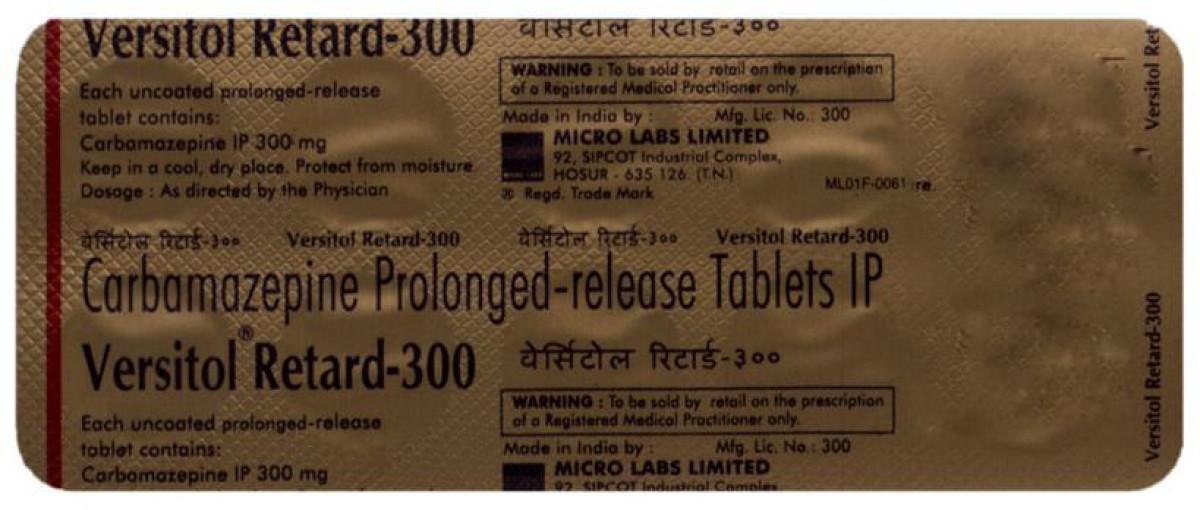 Versitol Retard-300
वेर्सिटोल रिटार्ड-३००
Each uncoated prolonged-release
tablet contains:
Carbamazepine IP 300 mg
Keep in a cool, dry place. Protect from moisture
Dosage : As directed by the Physician
WARNING : To be sold by retail on the prescription
of a Registered Medical Practitioner only.
Made in India by : Mfg. Lic. No.: 300
MICRO LABS LIMITED
92, SIPCOT Industrial Complex,
HOSUR - 635 126. (T.N.)
® Regd. Trade Mark
ML01F-0061
वेर्सिटोल रिटार्ड-३०० Versitol Retard-300 वेर्सिटोल रिटार्ड-३०० Versitol Retard-300
Carbamazepine Prolonged-release Tablets IP
Versitol® Retard-300
वेर्सिटोल रिटार्ड-३००
Each uncoated prolonged-release
tablet contains:
Carbamazepine IP 300 mg
WARNING : To be sold by retail on the prescription
of a Registered Medical Practitioner only.
Made in India by : Mfg. Lic. No.: 300
MICRO LABS LIMITED
92, SIPCOT Industrial Complex,
Versitol Ret
Versitol Retard-300